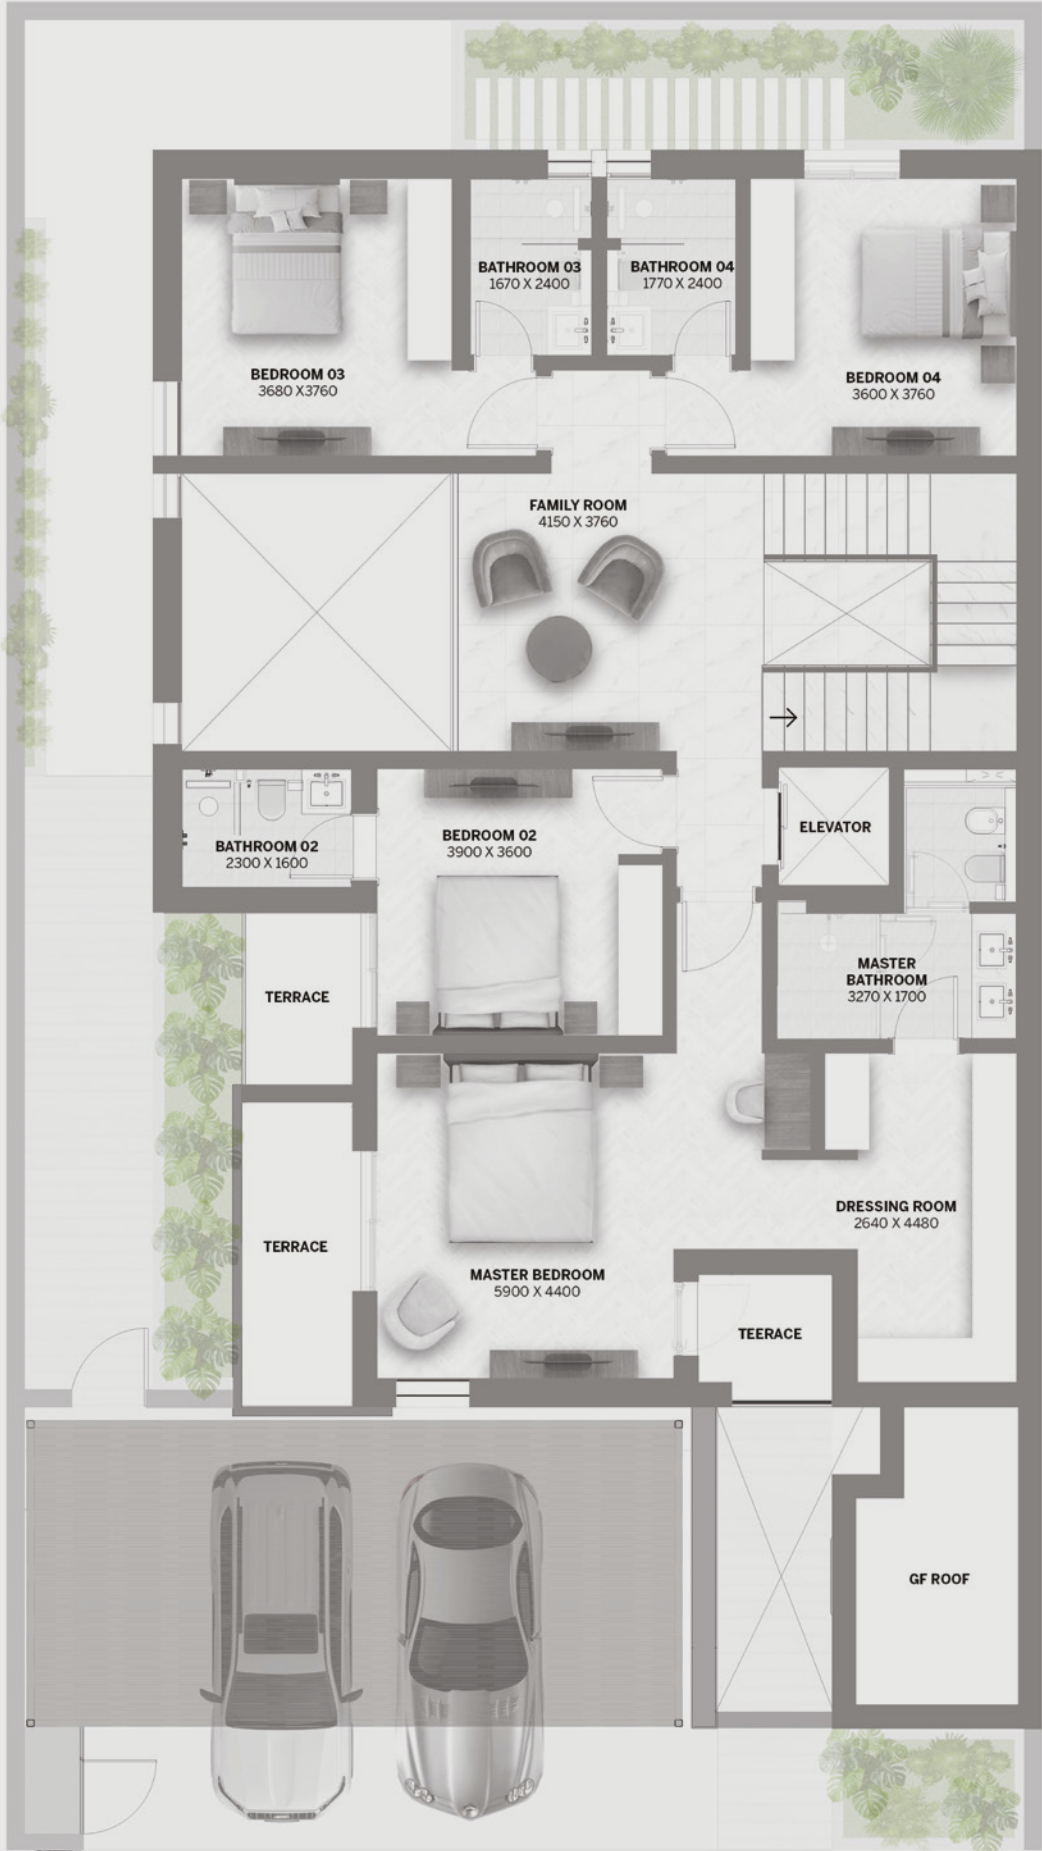 BATHROOM 03
1670 X 2400
BATHROOM 04
1770 X 2400
BEDROOM 03
3680 X3760
BEDROOM 04
3600 X 3760
FAMILY ROOM
4150 X 3760
BATHROOM 02
2300 X 1600
BEDROOM 02
3900 X 3600
ELEVATOR
MASTER
BATHROOM
3270 X 1700
TERRACE
DRESSING ROOM
2640 X 4480
TERRACE
MASTER BEDROOM
5900 X 4400
TEERACE
GF ROOF